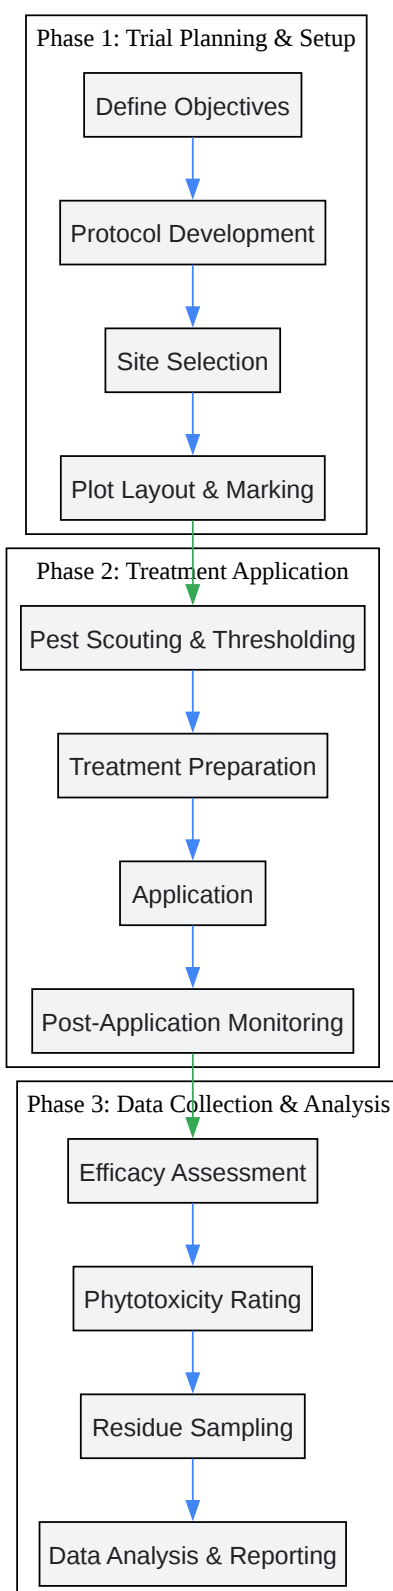 Phase 1: Trial Planning & Setup
Define Objectives
Protocol Development
Site Selection
Plot Layout & Marking
Phase 2: Treatment Application
Pest Scouting & Thresholding
Treatment Preparation
Application
Post-Application Monitoring
Phase 3: Data Collection & Analysis
Efficacy Assessment
Phytotoxicity Rating
Residue Sampling
Data Analysis & Reporting